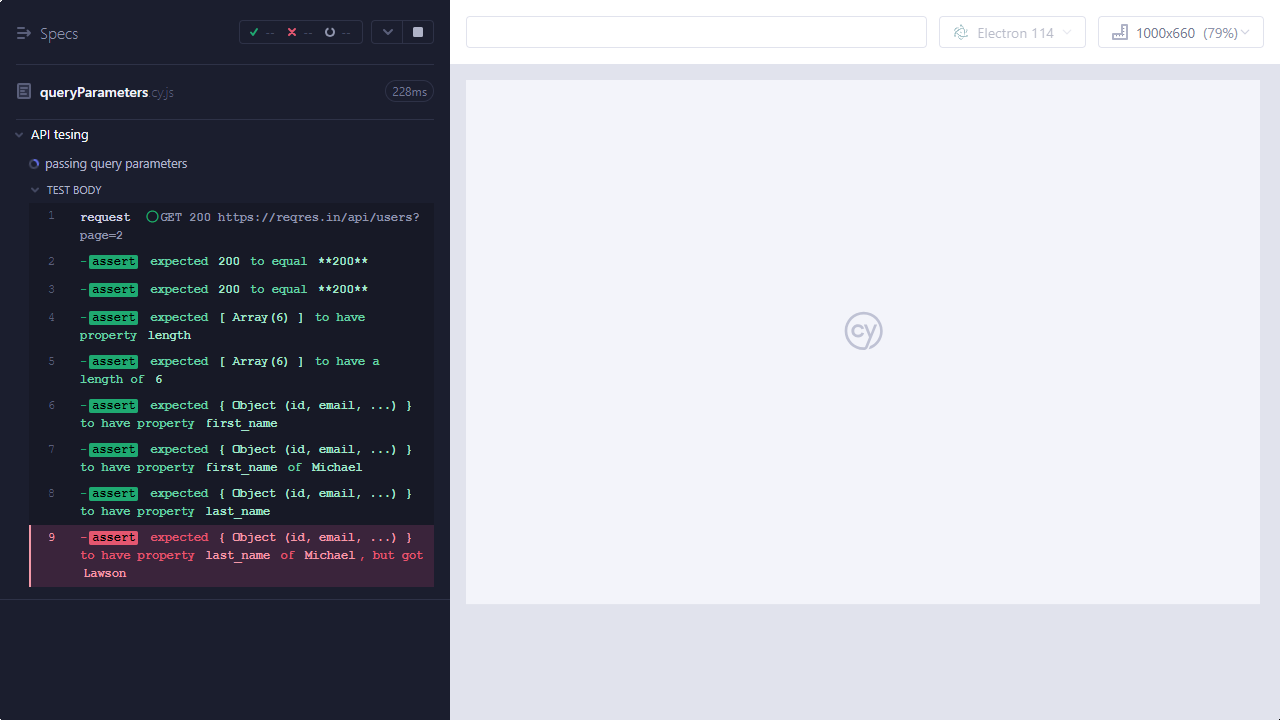 Specs
-- -- --
Electron 114
1000x660 (79%)
queryParameters.cy.js
228ms
API tesing
passing query parameters
TEST BODY
1 request GET 200 https://reqres.in/api/users?
page=2
2 -assert expected 200 to equal **200**
3 -assert expected 200 to equal **200**
4 -assert expected [ Array(6) ] to have
property length
5 -assert expected [ Array(6) ] to have a
length of 6
6 -assert expected { Object (id, email, ...) }
to have property first_name
7 -assert expected { Object (id, email, ...) }
to have property first_name of Michael
8 -assert expected { Object (id, email, ...) }
to have property last_name
9 -assert expected { Object (id, email, ...) }
to have property last_name of Michael, but got
Lawson
cy